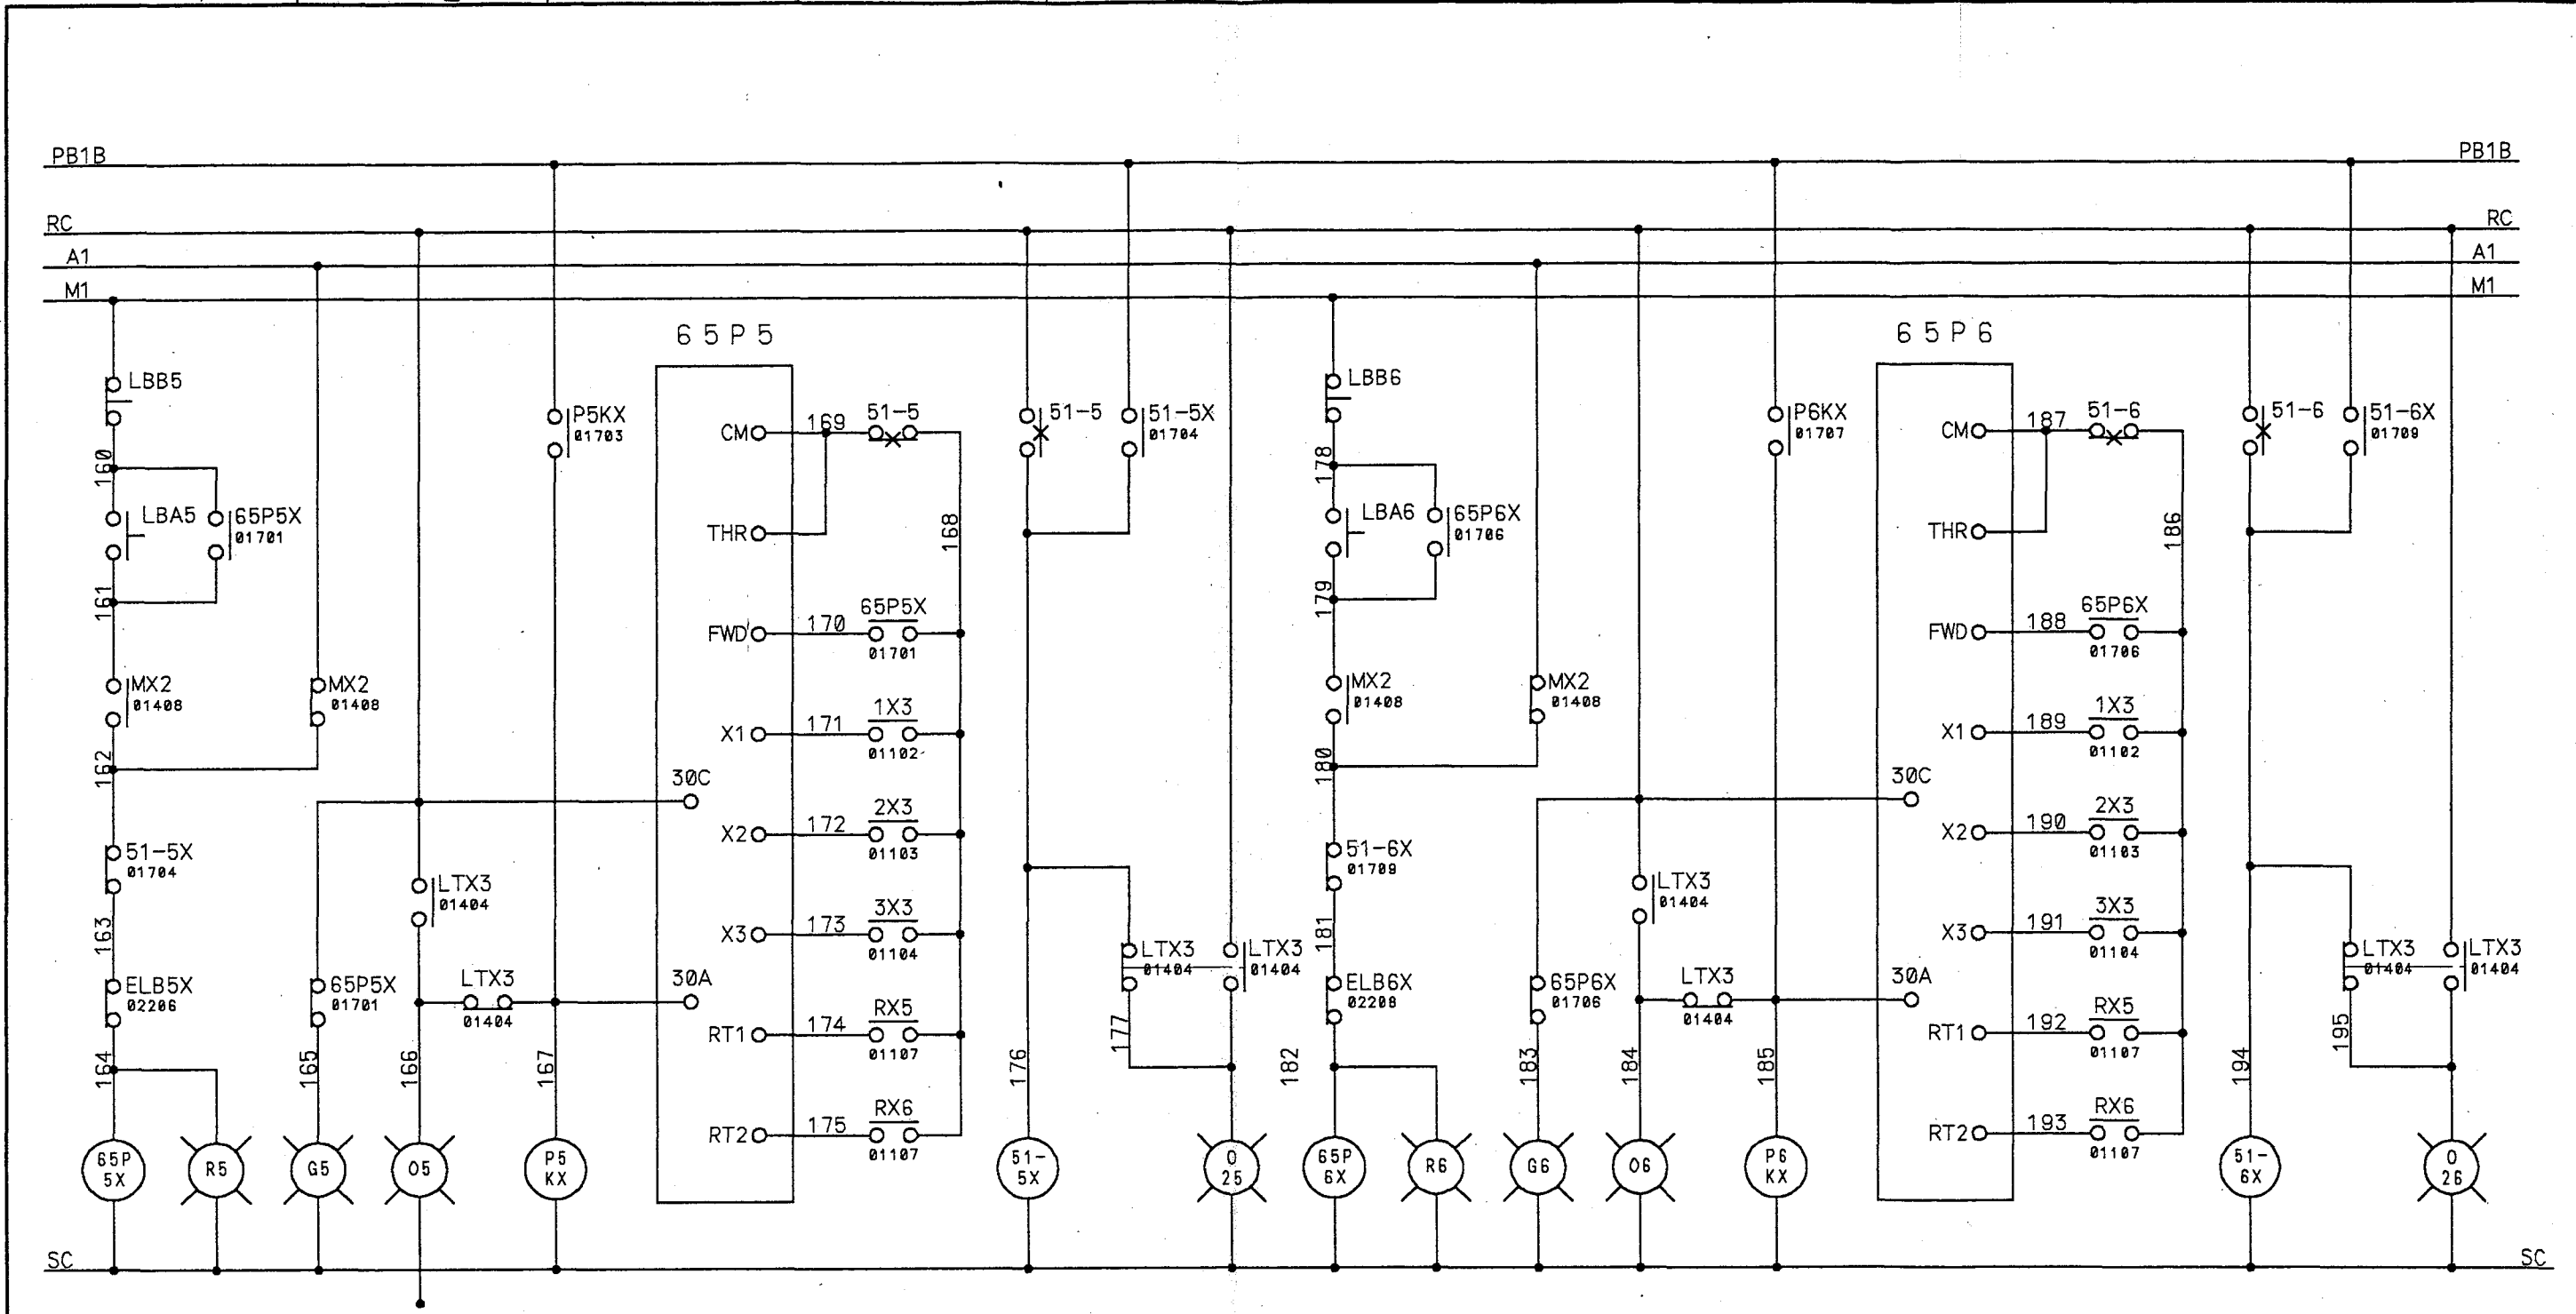 PB1B PB1B
RC RC
A1 A1
M1 M1
65P5 65P6
LBB5
LBB6
P5KX
01703
CM
169
51-5
51-5
51-5X
01704
P6KX
01707
CM
187
51-6
51-6
51-6X
01709
160
178
LBA5
65P5X
01701
THR
168
LBA6
65P6X
01706
THR
186
161
179
FWD
170
65P5X
01701
FWD
188
65P6X
01706
MX2
01408
MX2
01408
X1
171
1X3
01102
MX2
01408
MX2
01408
X1
189
1X3
01102
162
30C
180
30C
51-5X
01704
X2
172
2X3
01103
51-6X
01709
X2
190
2X3
01103
163
LTX3
01404
X3
173
3X3
01104
181
LTX3
01404
X3
191
3X3
01104
LTX3
01404
LTX3
01404
LTX3
01404
LTX3
01404
ELB5X
02206
65P5X
01701
LTX3
01404
30A
ELB6X
02208
65P6X
01706
LTX3
01404
30A
RT1
174
RX5
01107
RT1
192
RX5
01107
164
165
166
167
176
177
182
183
184
185
194
195
RT2
175
RX6
01107
RT2
193
RX6
01107
65P
5X
R5
G5
O5
P5
KX
51-
5X
O
25
65P
6X
R6
G6
O6
P6
KX
51-
6X
O
26
SC SC